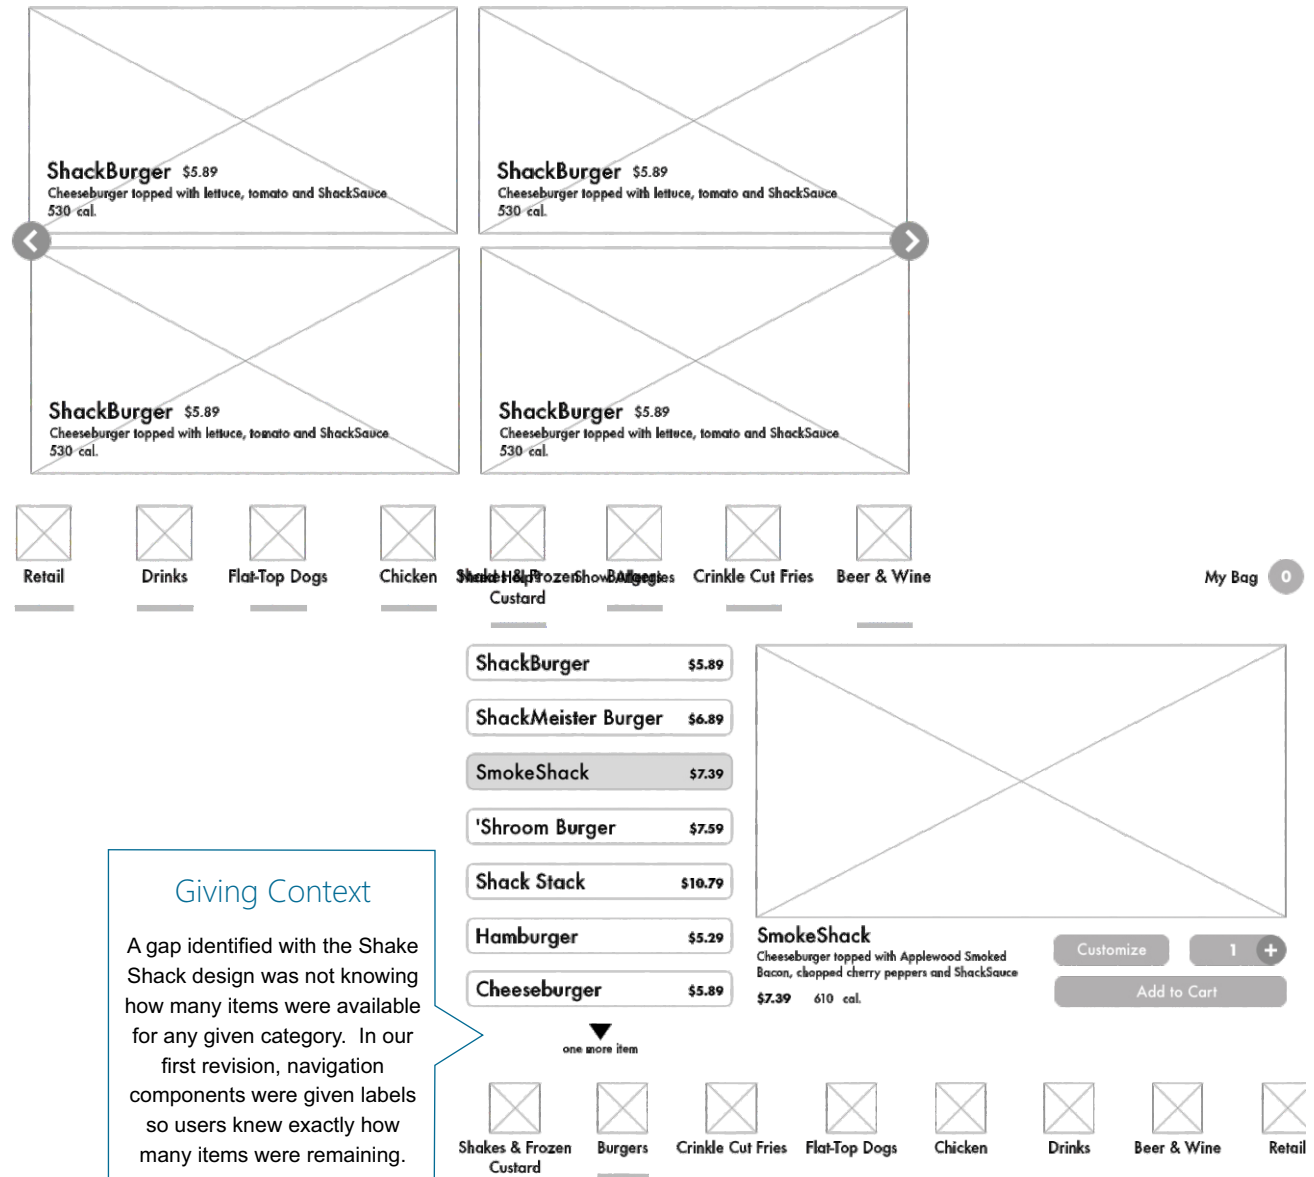 ShackBurger $5.89
Cheeseburger topped with lettuce, tomato and ShackSauce
530 cal.
ShackBurger $5.89
Cheeseburger topped with lettuce, tomato and ShackSauce
530 cal.
ShackBurger $5.89
Cheeseburger topped with lettuce, tomato and ShackSauce
530 cal.
ShackBurger $5.89
Cheeseburger topped with lettuce, tomato and ShackSauce
530 cal.
Retail
Drinks
Flat-Top Dogs
Chicken
Shakes & Frozen
Custard
Need Help?
Burgers
Show Allergies
Crinkle Cut Fries
Beer & Wine
My Bag 0
ShackBurger $5.89
ShackMeister Burger $6.89
SmokeShack $7.39
'Shroom Burger $7.59
Shack Stack $10.79
Hamburger $5.29
Cheeseburger $5.89
one more item
SmokeShack
Cheeseburger topped with Applewood Smoked
Bacon, chopped cherry peppers and ShackSauce
$7.39 610 cal.
Customize
1 +
Add to Cart
Giving Context
A gap identified with the Shake
Shack design was not knowing
how many items were available
for any given category. In our
first revision, navigation
components were given labels
so users knew exactly how
many items were remaining.
Shakes & Frozen
Custard
Burgers
Crinkle Cut Fries
Flat-Top Dogs
Chicken
Drinks
Beer & Wine
Retail